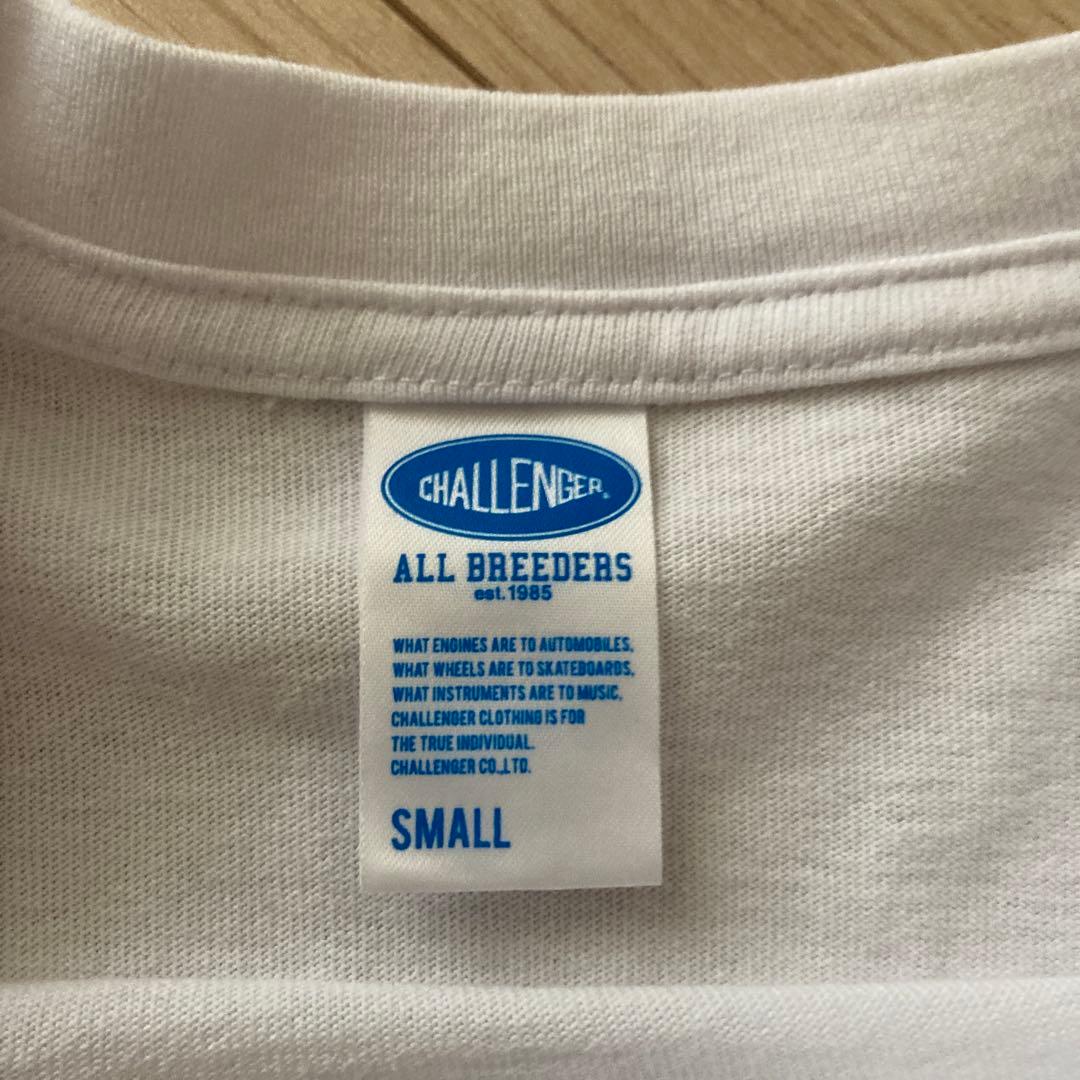 CHALLENGER®
ALL BREEDERS
est. 1985
WHAT ENGINES ARE TO AUTOMOBILES,
WHAT WHEELS ARE TO SKATEBOARDS,
WHAT INSTRUMENTS ARE TO MUSIC,
CHALLENGER CLOTHING IS FOR
THE TRUE INDIVIDUAL.
CHALLENGER CO.,LTD.
SMALL